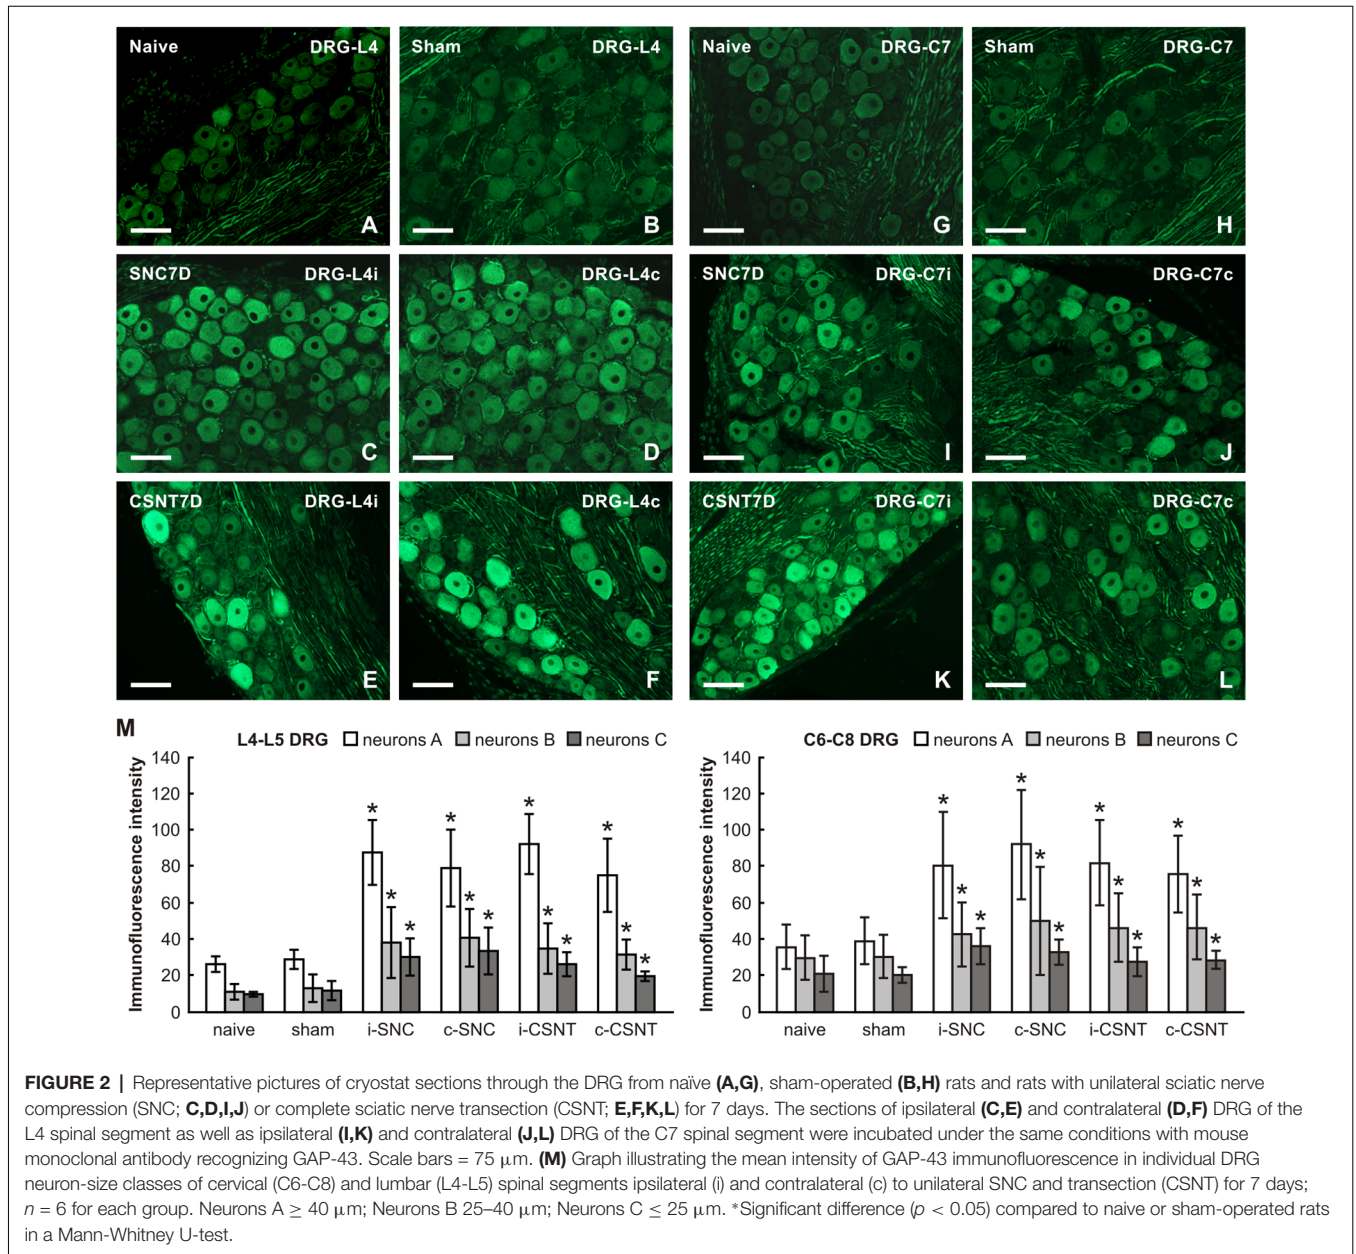 Naive DRG-L4 Sham DRG-L4 Naive DRG-C7 Sham DRG-C7
A B G H
SNC7D DRG-L4i DRG-L4c SNC7D DRG-C7i DRG-C7c
C D I J
CSNT7D DRG-L4i DRG-L4c CSNT7D DRG-C7i DRG-C7c
E F K L
M
L4-L5 DRG neurons A neurons B neurons C
Immunofluorescence intensity
140
120
100
80
60
40
20
0
* * * * * * * * * * * *
naive sham i-SNC c-SNC i-CSNT c-CSNT
C6-C8 DRG neurons A neurons B neurons C
Immunofluorescence intensity
140
120
100
80
60
40
20
0
* * * * * * * * * * * *
naive sham i-SNC c-SNC i-CSNT c-CSNT
FIGURE 2 | Representative pictures of cryostat sections through the DRG from naïve (A,G), sham-operated (B,H) rats and rats with unilateral sciatic nerve
compression (SNC; C,D,I,J) or complete sciatic nerve transection (CSNT; E,F,K,L) for 7 days. The sections of ipsilateral (C,E) and contralateral (D,F) DRG of the
L4 spinal segment as well as ipsilateral (I,K) and contralateral (J,L) DRG of the C7 spinal segment were incubated under the same conditions with mouse
monoclonal antibody recognizing GAP-43. Scale bars = 75 μm. (M) Graph illustrating the mean intensity of GAP-43 immunofluorescence in individual DRG
neuron-size classes of cervical (C6-C8) and lumbar (L4-L5) spinal segments ipsilateral (i) and contralateral (c) to unilateral SNC and transection (CSNT) for 7 days;
n = 6 for each group. Neurons A ≥ 40 μm; Neurons B 25–40 μm; Neurons C ≤ 25 μm. *Significant difference (p < 0.05) compared to naive or sham-operated rats
in a Mann-Whitney U-test.